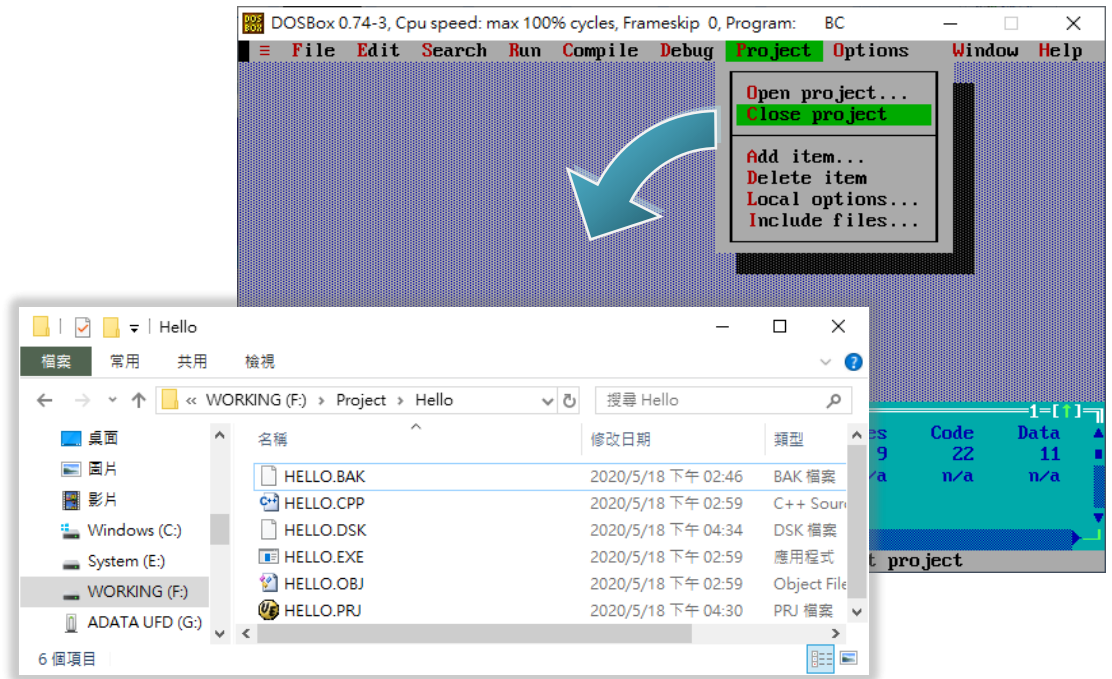 DOS BOX DOSBox 0.74-3, Cpu speed: max 100% cycles, Frameskip 0, Program: BC
≡ File Edit Search Run Compile Debug Project Options Window Help
Open project...
Close project
Add item...
Delete item
Local options...
Include files...
1=[↑]
Code Data
9 22 11
n/a n/a
project
Hello
檔案 常用 共用 檢視
« WORKING (F:) › Project › Hello
搜尋 Hello
桌面
圖片
影片
Windows (C:)
System (E:)
WORKING (F:)
ADATA UFD (G:)
名稱 修改日期 類型
HELLO.BAK 2020/5/18 下午 02:46 BAK 檔案
HELLO.CPP 2020/5/18 下午 02:59 C++ Sour
HELLO.DSK 2020/5/18 下午 04:34 DSK 檔案
HELLO.EXE 2020/5/18 下午 02:59 應用程式
HELLO.OBJ 2020/5/18 下午 02:59 Object File
HELLO.PRJ 2020/5/18 下午 04:30 PRJ 檔案
6 個項目